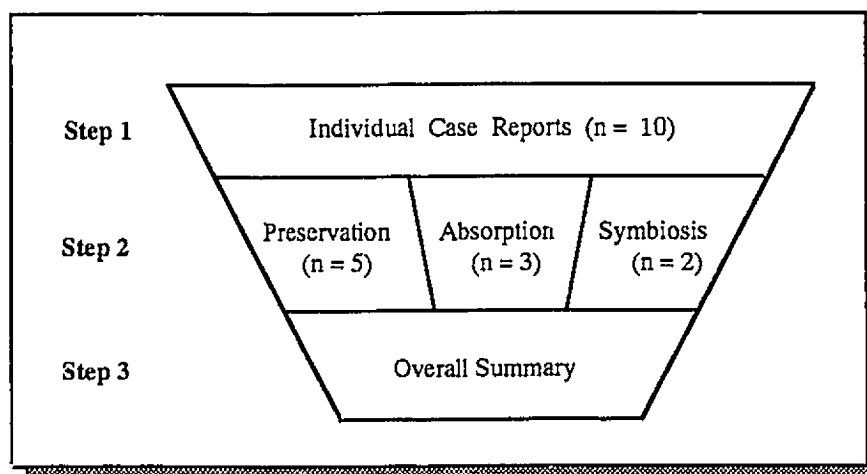 Step 1
Individual Case Reports (n = 10)
Step 2
Preservation
(n = 5)
Absorption
(n = 3)
Symbiosis
(n = 2)
Step 3
Overall Summary